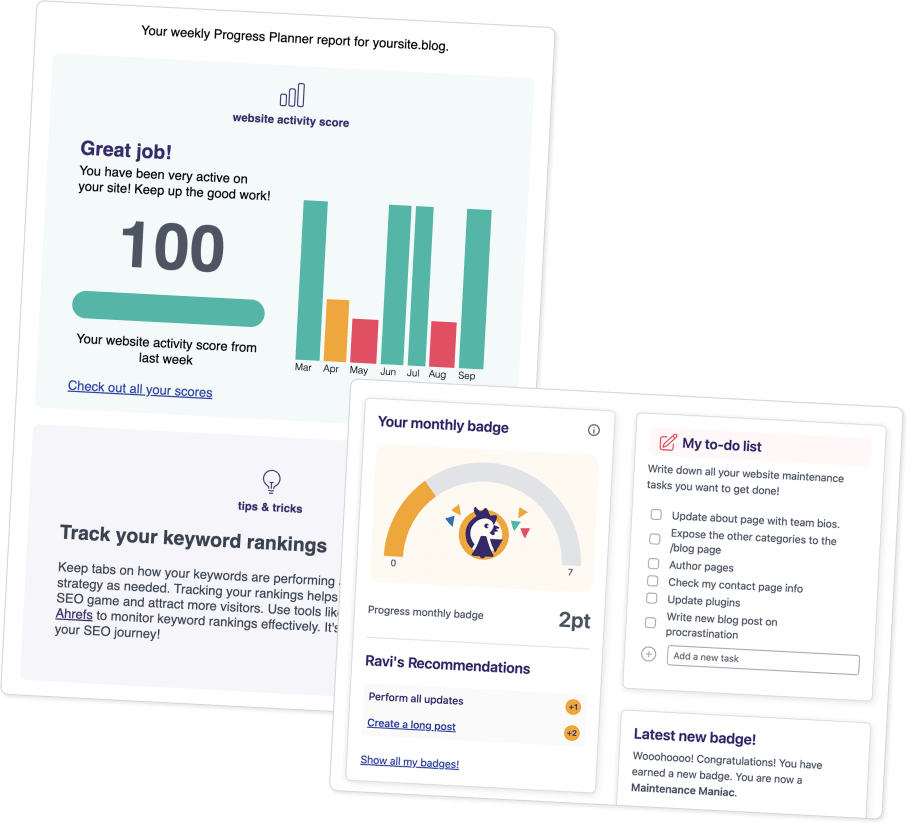 Your weekly Progress Planner report for yoursite.blog.
website activity score
Great job!
You have been very active on
your site! Keep up the good work!
100
Your website activity score from
last week
Check out all your scores
Mar Apr May Jun Jul Aug Sep
tips & tricks
Track your keyword rankings
Keep tabs on how your keywords are performing
strategy as needed. Tracking your rankings helps
SEO game and attract more visitors. Use tools
Ahrefs to monitor keyword rankings effectively.
your SEO journey!
Your monthly badge
0
7
Progress monthly badge
2pt
Ravi's Recommendations
Perform all updates
+1
Create a long post
+2
Show all my badges!
My to-do list
Write down all your website maintenance
tasks you want to get done!
Update about page with team bios.
Expose the other categories to the
/blog page
Author pages
Check my contact page info
Update plugins
Write new blog post on
procrastination
Add a new task
Latest new badge!
Wooohoooo! Congratulations! You have
earned a new badge. You are now a
Maintenance Maniac.